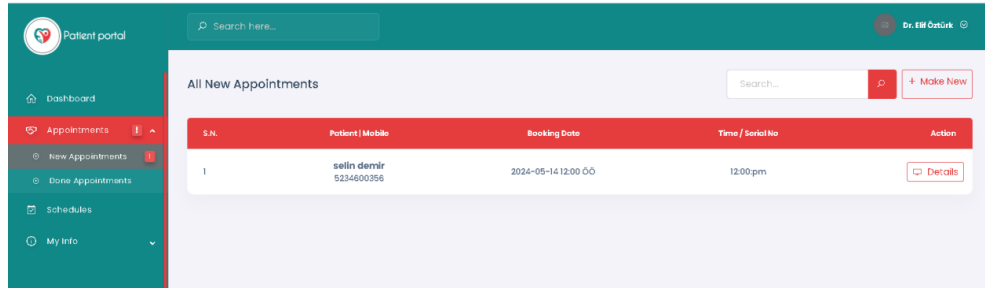 Patient portal
Search here...
Dr. Elif Öztürk
Dashboard
Appointments !
New Appointments !
Done Appointments
Schedules
My Info
All New Appointments
Search...
+ Make New
S.N. Patient | Mobile Booking Date Time / Serial No Action
1 selin demir 2024-05-14 12:00 ÖÖ 12:00:pm Details
5234600356